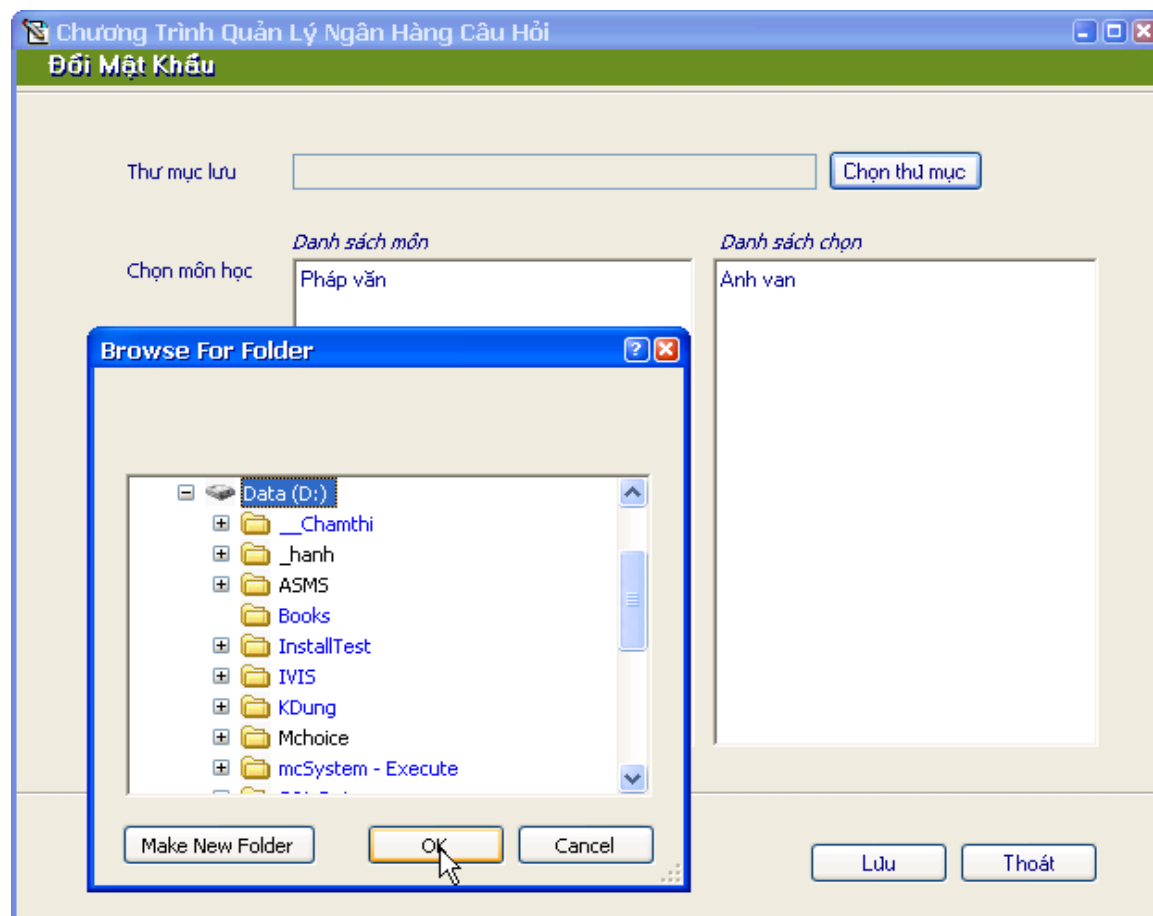 Chương Trình Quản Lý Ngân Hàng Câu Hỏi
Đổi Mật Khẩu
Thư mục lưu
Chọn thư mục
Danh sách môn
Danh sách chọn
Chọn môn học
Pháp văn
Anh van
Browse For Folder
Data (D:)
__Chamthi
_hanh
ASMS
Books
InstallTest
IVIS
KDung
Mchoice
mcSystem - Execute
Make New Folder
OK
Cancel
Lưu
Thoát